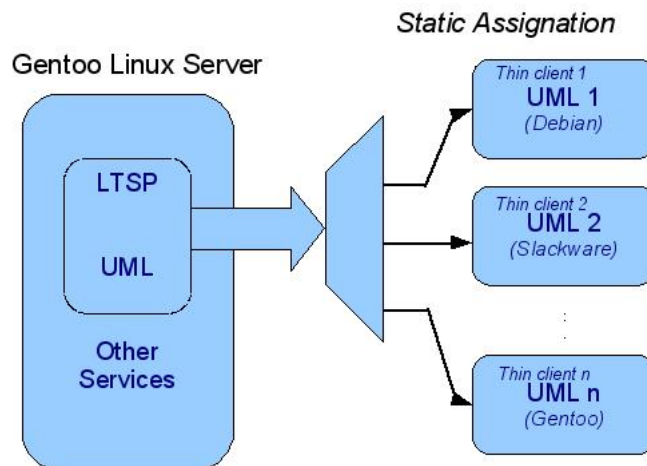 Static Assignation
Gentoo Linux Server
LTSP
UML
Other
Services
Thin client 1
UML 1
(Debian)
Thin client 2
UML 2
(Slackware)
:
:
Thin client n
UML n
(Gentoo)